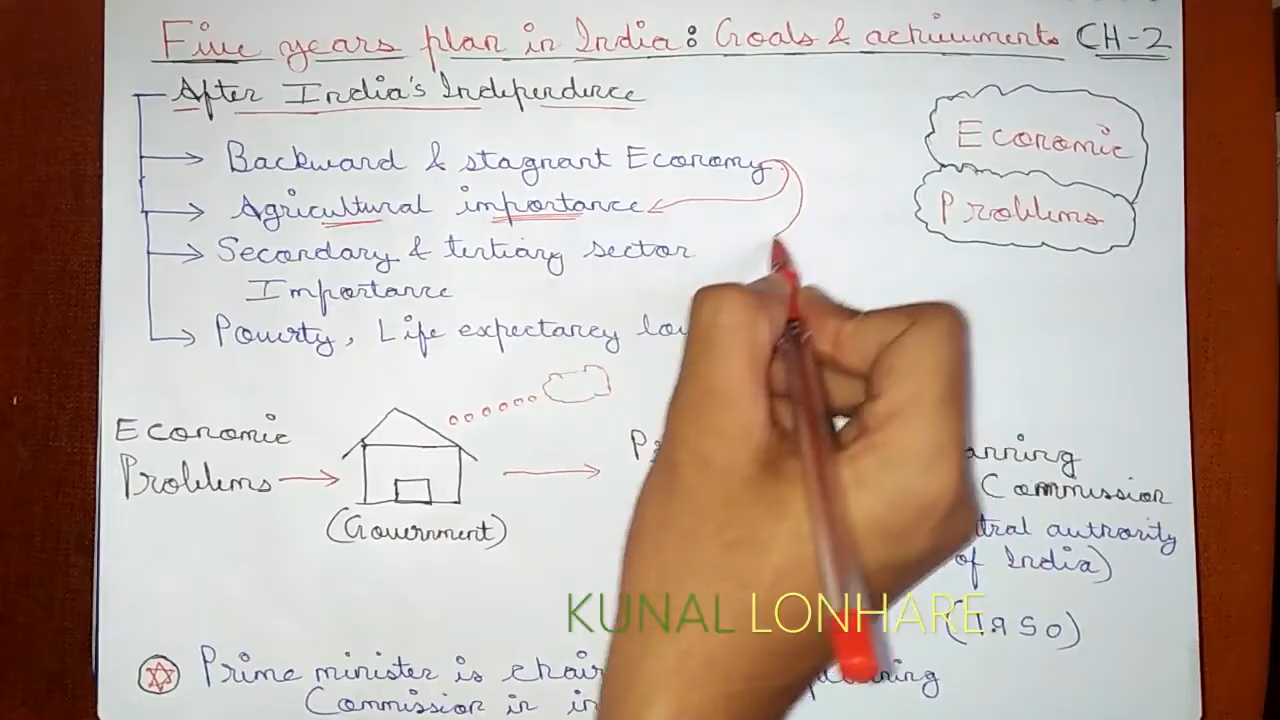 Five years plan in India: Goals & achivuments CH-2
After India's Independence
Backward & stagnant Economy
Agricultural importance
Secondary & tertiary sector
Importance
Poverty, Life expectancy
Economic
Problems
Economic
Problems
(Government)
Commission
authority
of India)
(1950)
KUNAL LONHARE
Prime minister is
Commission in